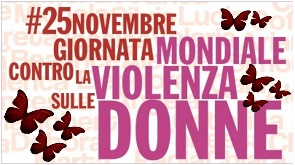 #25NOVEMBRE
GIORNATA MONDIALE
CONTRO LA VIOLENZA
SULLE DONNE